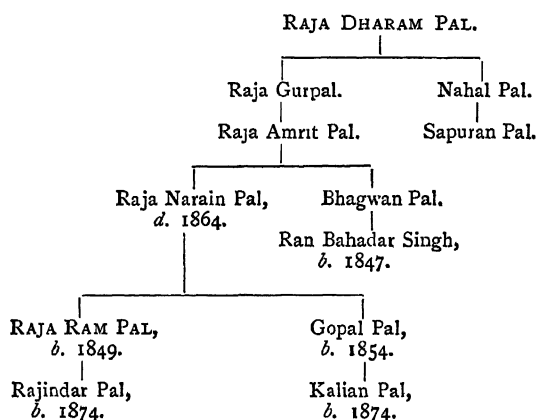 RAJA DHARAM PAL.
Raja Gurpal. Nahal Pal.
Raja Amrit Pal. Sapuran Pal.
Raja Narain Pal, Bhagwan Pal.
d. 1864.
Ran Bahadar Singh,
b. 1847.
RAJA RAM PAL, Gopal Pal,
b. 1849. b. 1854.
Rajindar Pal, Kalian Pal,
b. 1874. b. 1874.